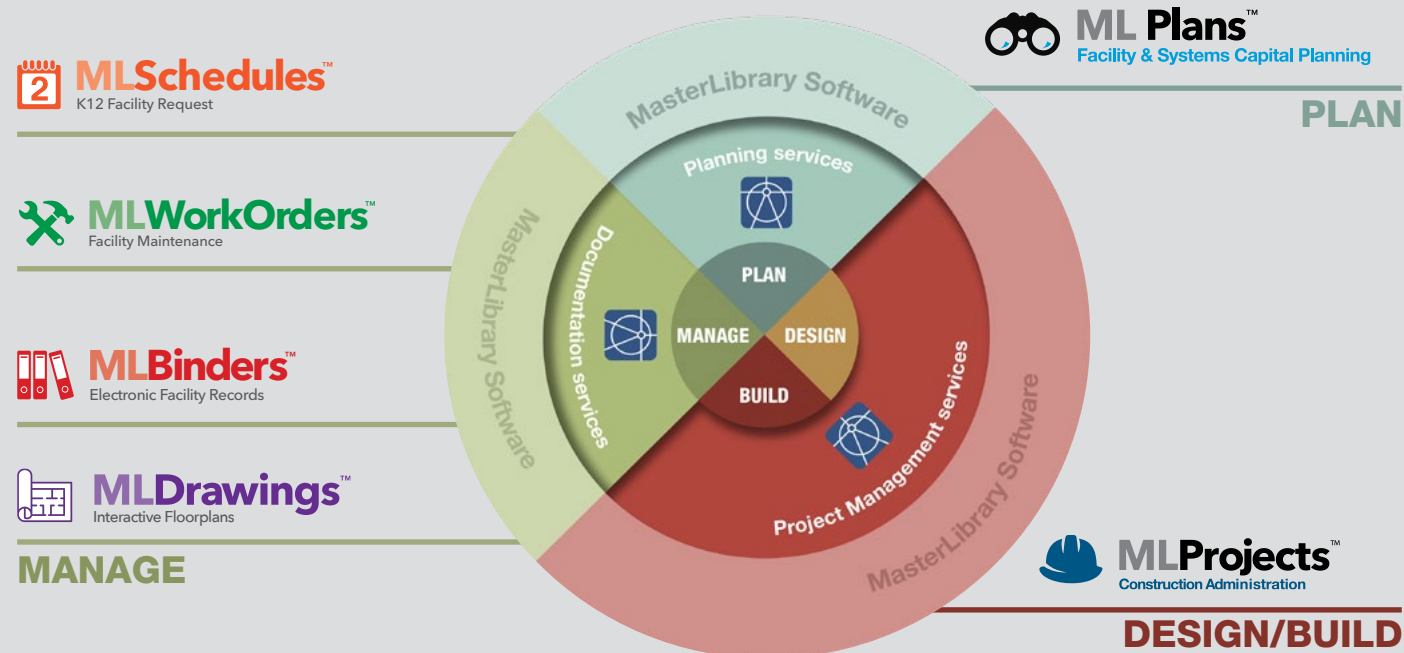 2
MLSchedules™
K12 Facility Request
MLWorkOrders™
Facility Maintenance
MLBinders™
Electronic Facility Records
MLDrawings™
Interactive Floorplans
MANAGE
MasterLibrary Software
Planning services
MasterLibrary Software
Documentation services
PLAN
MANAGE
DESIGN
BUILD
Project Management services
MasterLibrary Software
ML Plans™
Facility & Systems Capital Planning
PLAN
MLProjects™
Construction Administration
DESIGN/BUILD